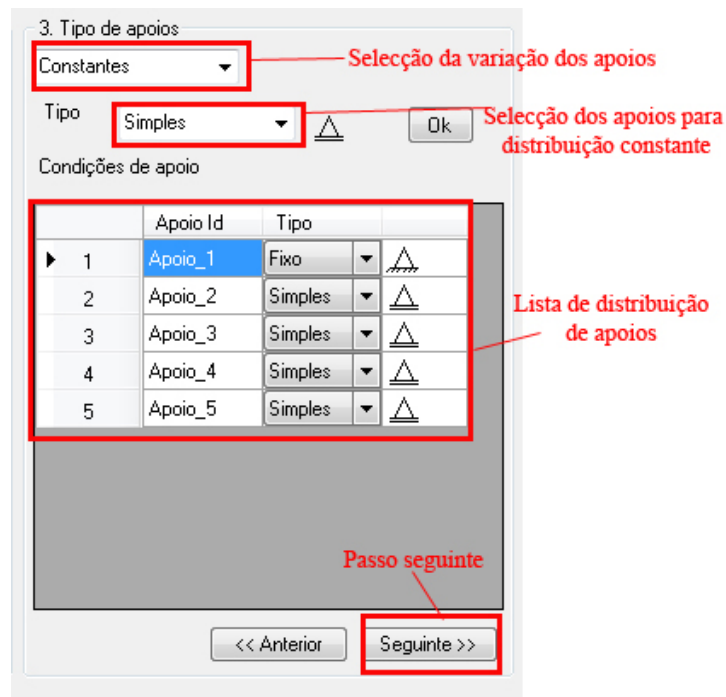 3. Tipo de apoios
Constantes
Selecção da variação dos apoios
Tipo
Simples
Ok
Selecção dos apoios para
distribuição constante
Condições de apoio
Apoio Id Tipo
1 Apoio_1 Fixo
2 Apoio_2 Simples
3 Apoio_3 Simples
4 Apoio_4 Simples
5 Apoio_5 Simples
Lista de distribuição
de apoios
Passo seguinte
<< Anterior Seguinte >>